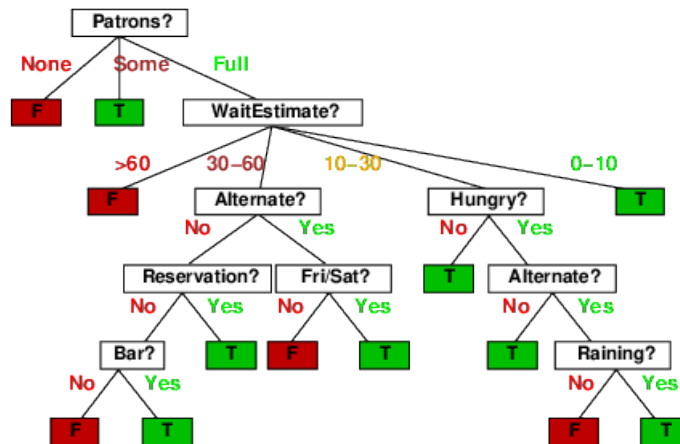 Patrons?
None Some Full
F T WaitEstimate?
>60 30−60 10−30 0−10
F Alternate? Hungry? T
No Yes No Yes
Reservation? Fri/Sat? T Alternate?
No Yes No Yes No Yes
Bar? T F T T Raining?
No Yes No Yes
F T F T